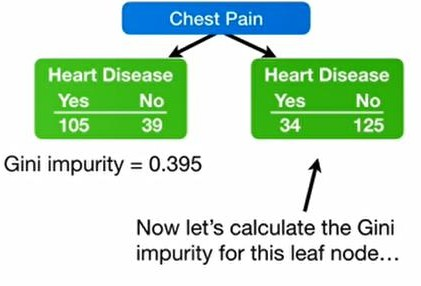 Chest Pain
Heart Disease
Yes No
105 39
Heart Disease
Yes No
34 125
Gini impurity = 0.395
Now let’s calculate the Gini
impurity for this leaf node…